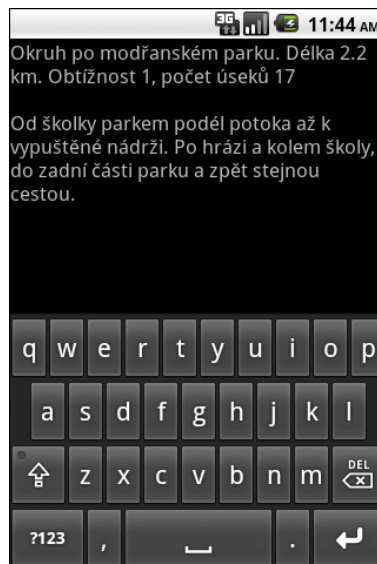 3G 11:44 AM
Okruh po modřanském parku. Délka 2.2
km. Obtížnost 1, počet úseků 17
Od školky parkem podél potoka až k
vypuštěné nádrži. Po hrázi a kolem školy,
do zadní části parku a zpět stejnou
cestou.
q w e r t y u i o p
a s d f g h j k l
z x c v b n m DEL
?123 , .